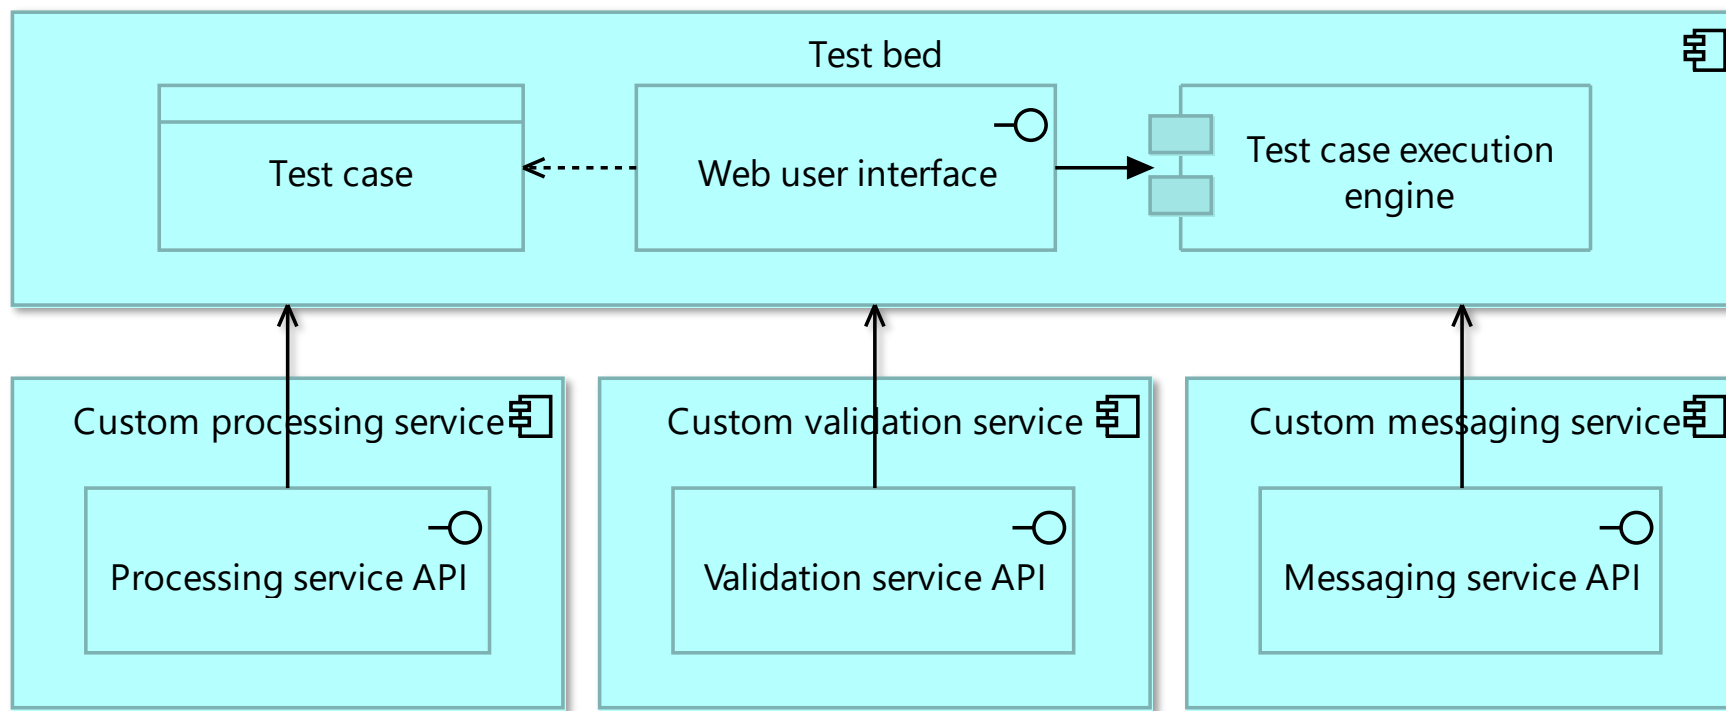 Test bed
Test case
Web user interface
Test case execution
engine
Custom processing service
Custom validation service
Custom messaging service
Processing service API
Validation service API
Messaging service API